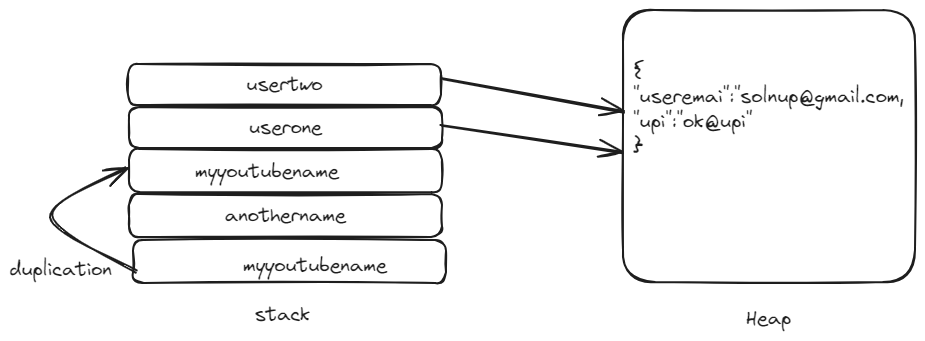 usertwo
userone
myyoutubename
anothername
myyoutubename
duplication
stack
{
"useremai":"solnup@gmail.com,
"upi":"ok@upi"
}
Heap